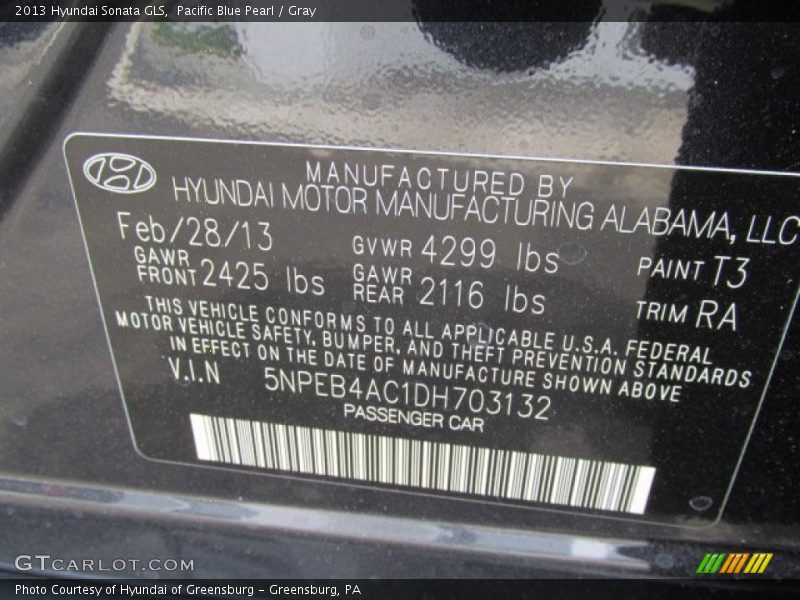 2013 Hyundai Sonata GLS, Pacific Blue Pearl / Gray
MANUFACTURED BY
HYUNDAI MOTOR MANUFACTURING ALABAMA, LLC
Feb/28/13 GVWR 4299 lbs PAINT T3
GAWR FRONT 2425 lbs GAWR REAR 2116 lbs TRIM RA
THIS VEHICLE CONFORMS TO ALL APPLICABLE U.S.A. FEDERAL
MOTOR VEHICLE SAFETY, BUMPER, AND THEFT PREVENTION STANDARDS
IN EFFECT ON THE DATE OF MANUFACTURE SHOWN ABOVE
V.I.N 5NPEB4AC1DH703132
PASSENGER CAR
GTCARLOT.COM
Photo Courtesy of Hyundai of Greensburg - Greensburg, PA